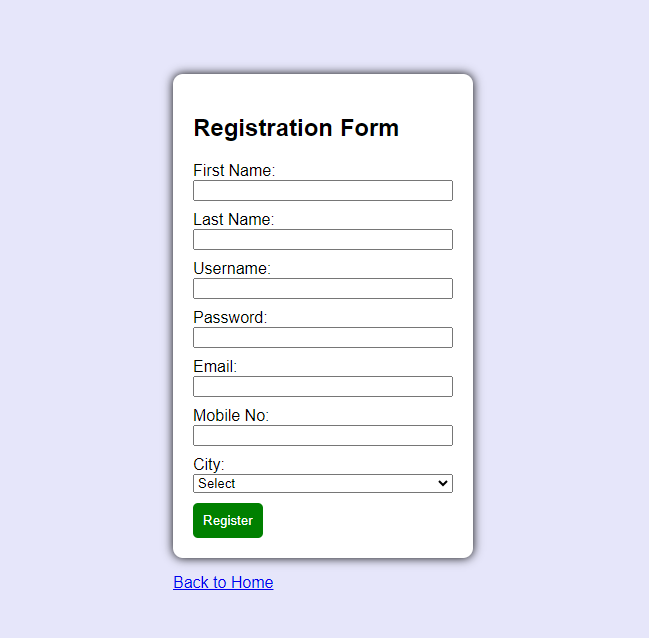 Registration Form
First Name:
Last Name:
Username:
Password:
Email:
Mobile No:
City:
Select
Register
Back to Home